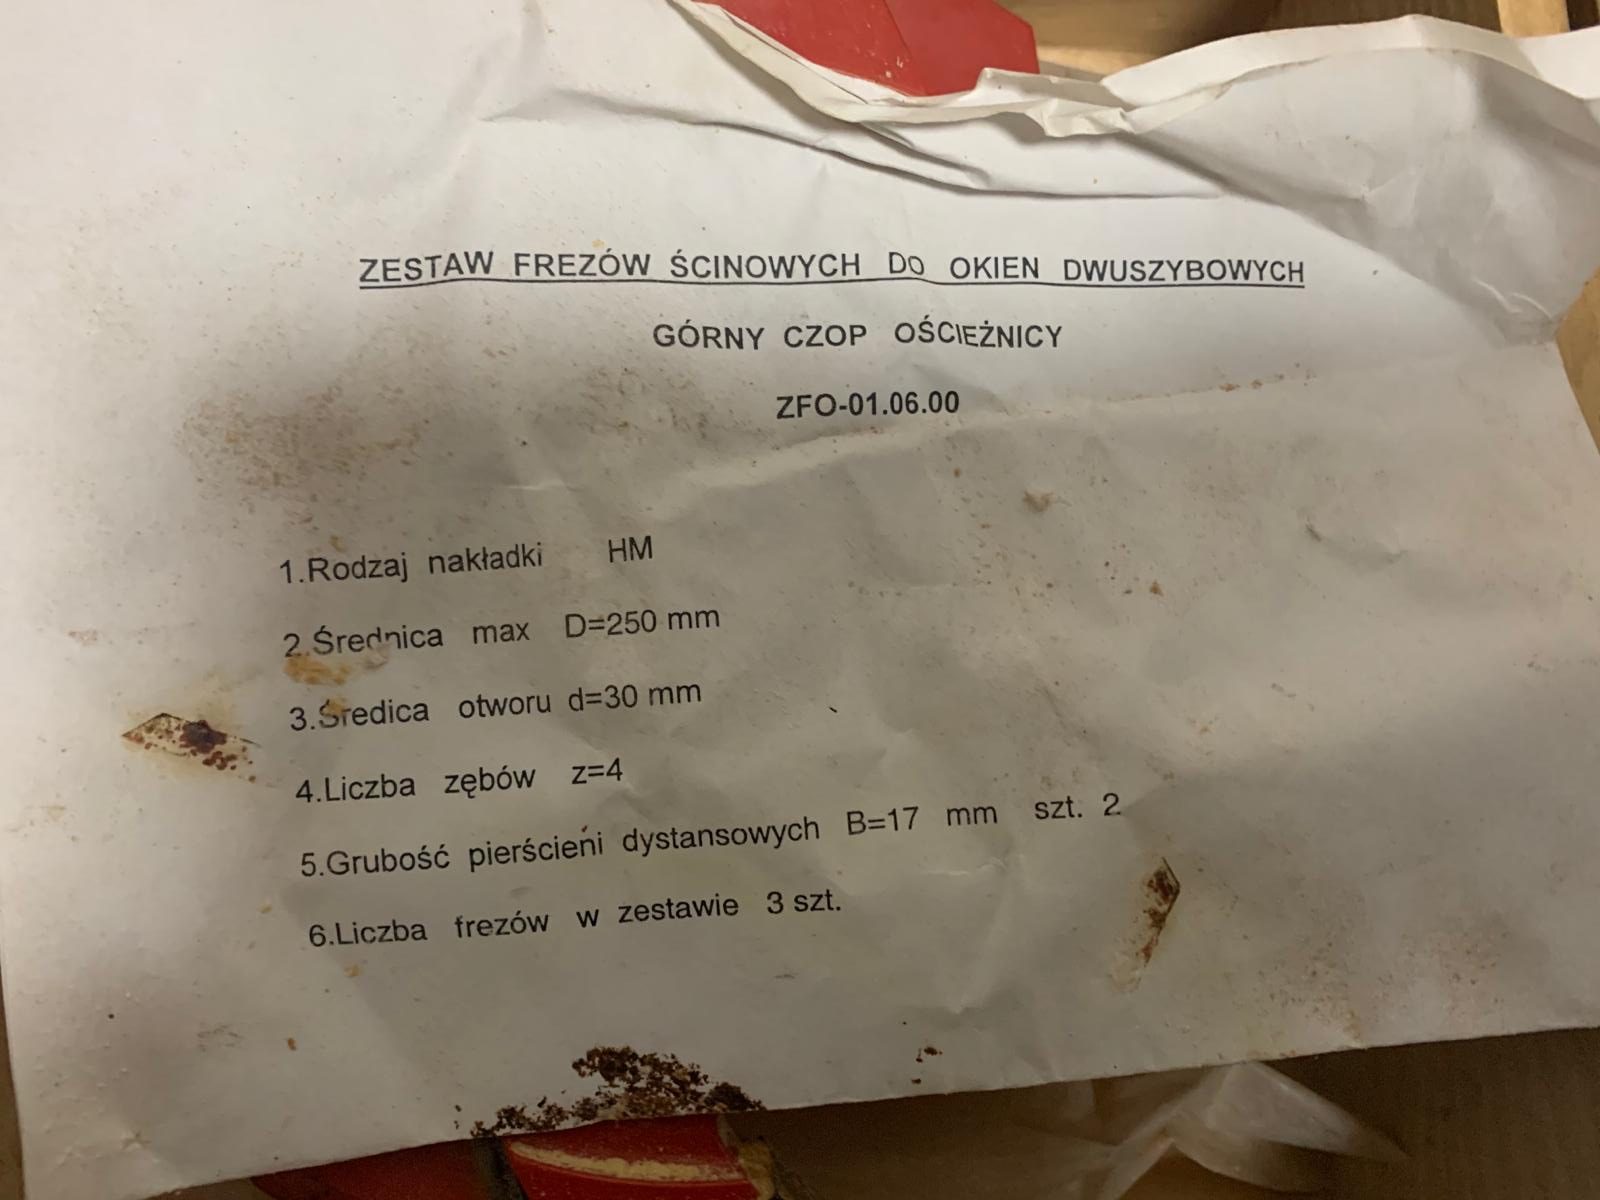 ZESTAW FREZÓW ŚCINOWYCH DO OKIEN DWUSZYBOWYCH
GÓRNY CZOP OŚCIEŻNICY
ZFO-01.06.00
1.Rodzaj nakładki HM
2.Średnica max D=250 mm
3.Średica otworu d=30 mm
4.Liczba zębów z=4
5.Grubość pierścieni dystansowych B=17 mm szt. 2
6.Liczba frezów w zestawie 3 szt.